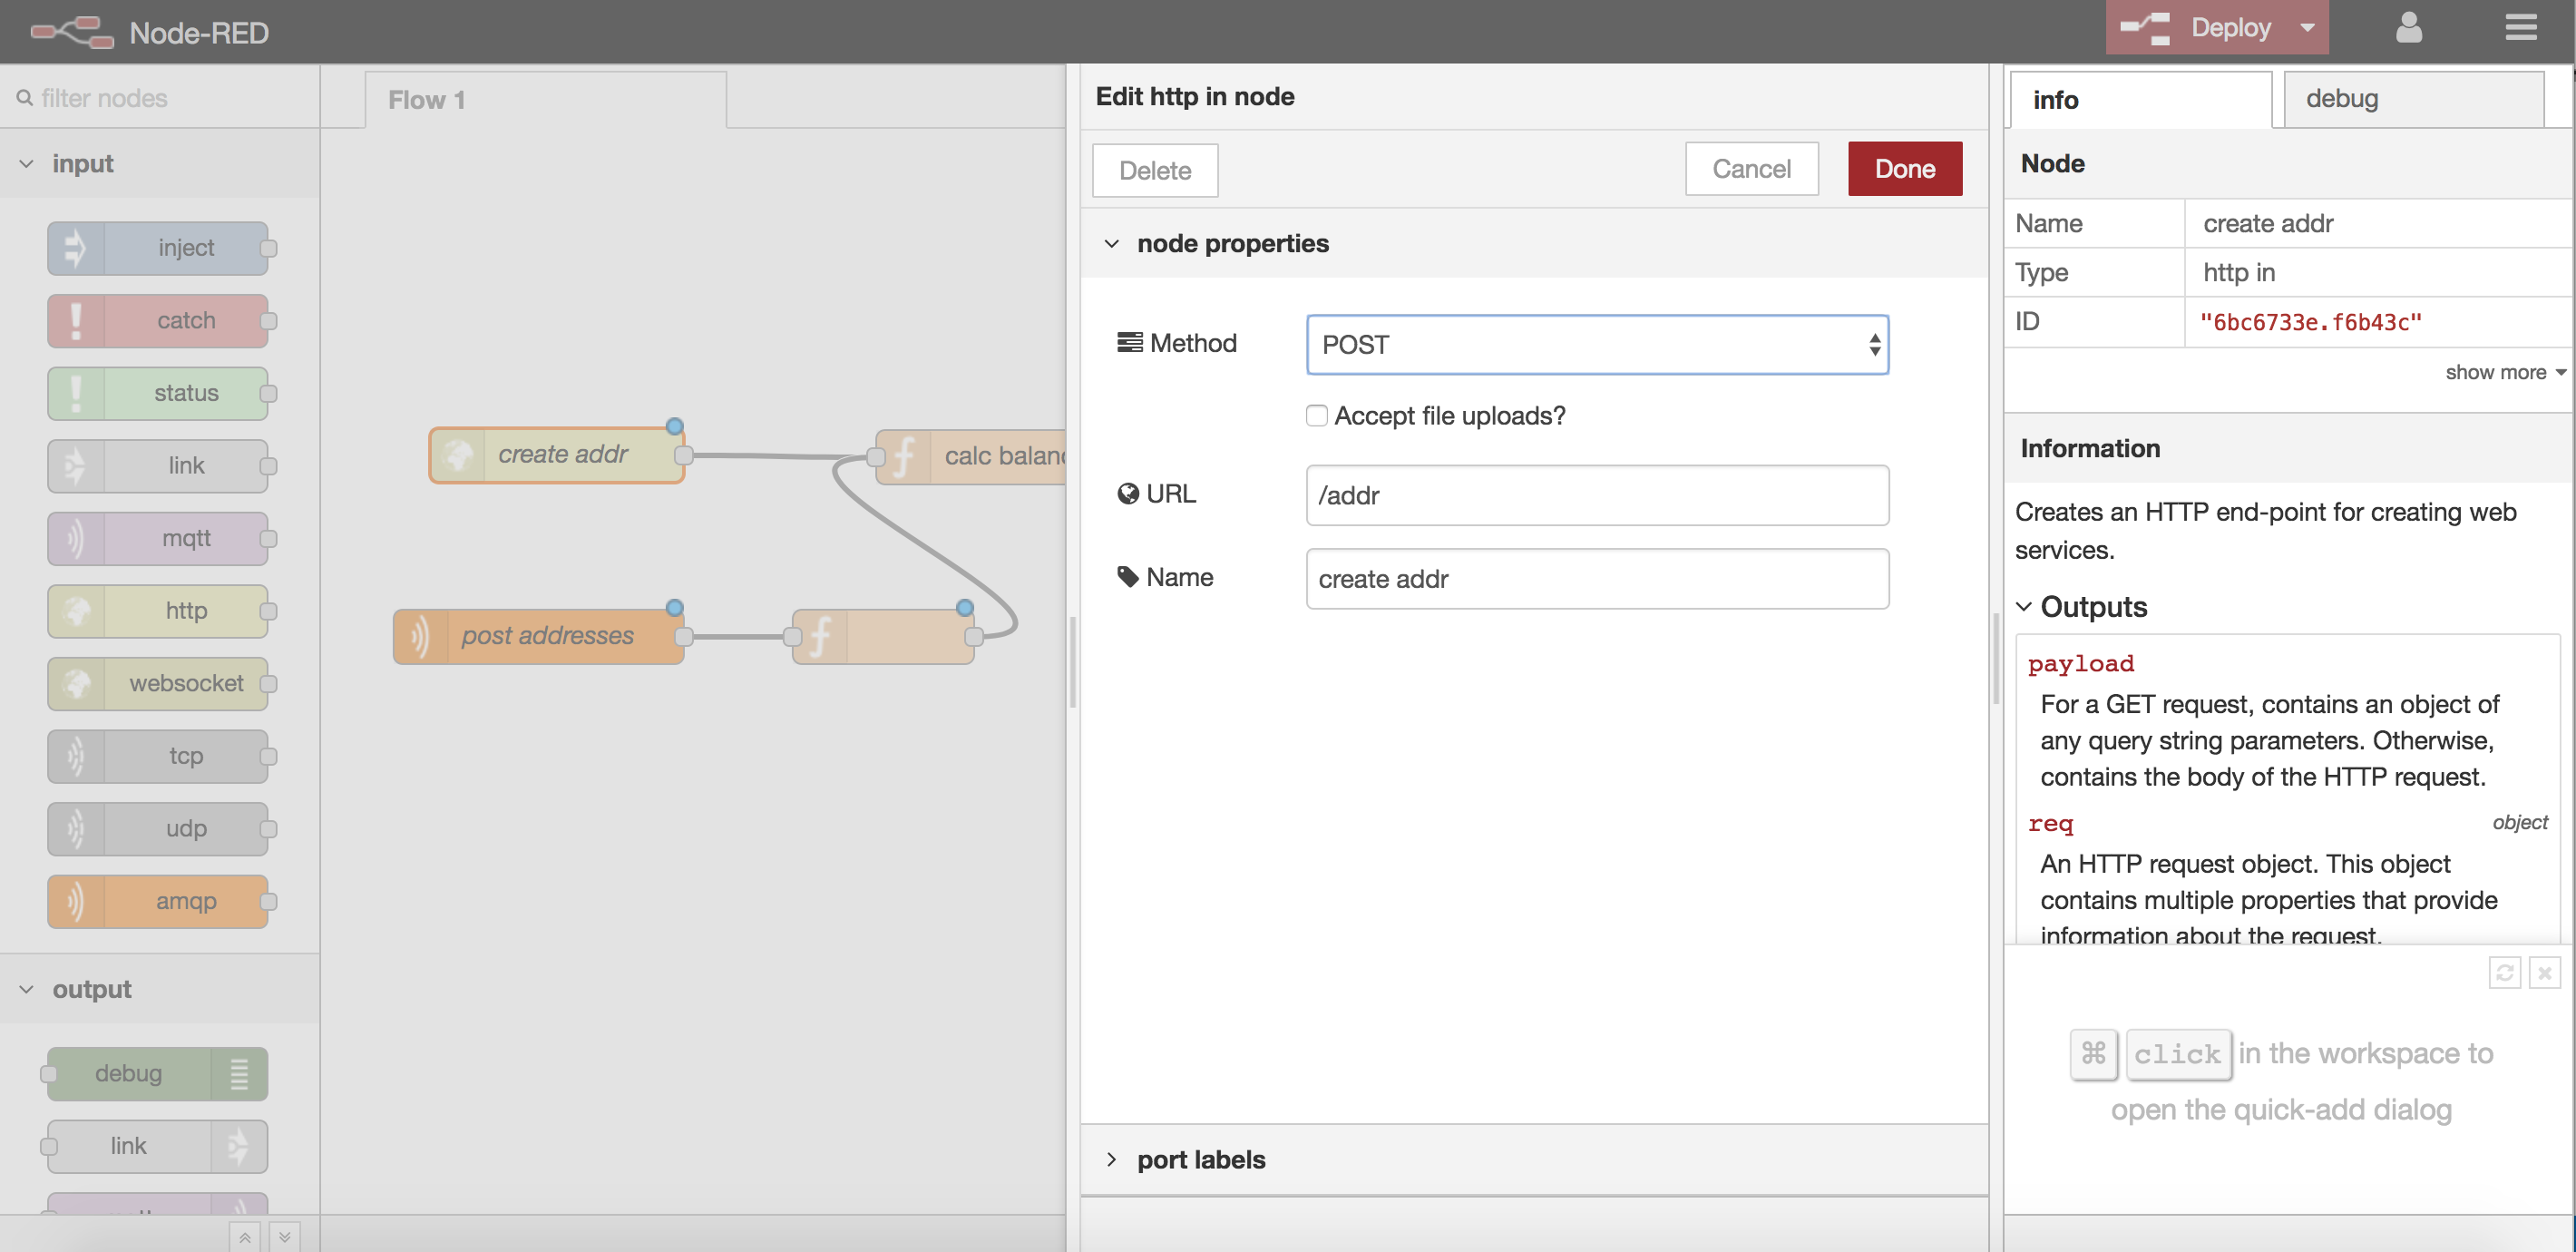 Node-RED
Deploy
filter nodes
Flow 1
Edit http in node
info
debug
input
Delete
Cancel
Done
Node
inject
node properties
Name
create addr
Type
http in
catch
Method
POST
ID
"6bc6733e.f6b43c"
show more
status
Accept file uploads?
create addr
calc balan
Information
link
URL
/addr
Creates an HTTP end-point for creating web
services.
mqtt
Name
create addr
http
post addresses
Outputs
payload
websocket
For a GET request, contains an object of
any query string parameters. Otherwise,
contains the body of the HTTP request.
tcp
udp
req
object
An HTTP request object. This object
contains multiple properties that provide
information about the request.
amqp
output
debug
⌘ click in the workspace to
open the quick-add dialog
link
port labels